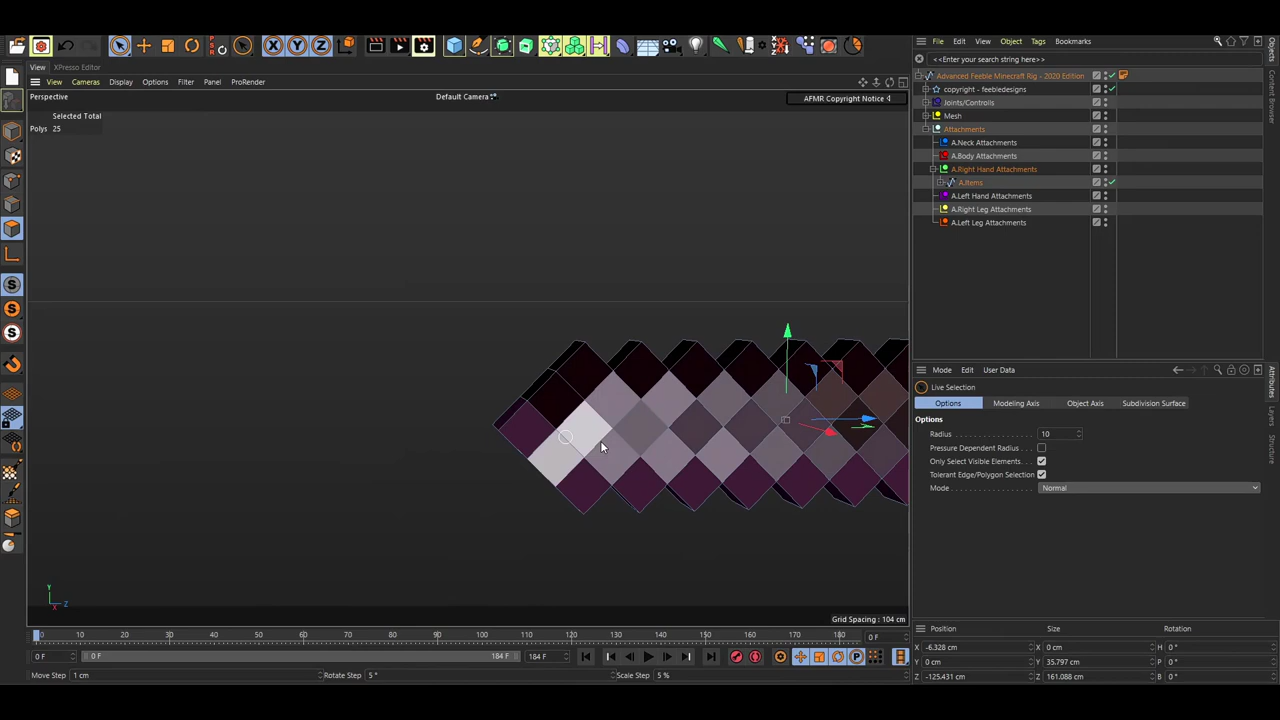 View
XPresso Editor
View
Cameras
Display
Options
Filter
Panel
ProRender
Perspective
Default Camera
AFMR Copyright Notice
Selected Total
Polys 25
Y
Z
X
Grid Spacing : 104 cm
0 10 20 30 40 50 60 70 80 90 100 110 120 130 140 150 160 170 180
0 F
0 F
0 F
184 F
184 F
Move Step 1 cm
Rotate Step 5 °
Scale Step 5 %
File Edit View Object Tags Bookmarks
<<Enter your search string here>>
Advanced Feeble Minecraft Rig - 2020 Edition
copyright - feebledesigns
Joints/Controlls
Mesh
Attachments
A.Neck Attachments
A.Body Attachments
A.Right Hand Attachments
A.Items
A.Left Hand Attachments
A.Right Leg Attachments
A.Left Leg Attachments
Mode Edit User Data
Live Selection
Options
Modeling Axis
Object Axis
Subdivision Surface
Options
Radius 10
Pressure Dependent Radius
Only Select Visible Elements
Tolerant Edge/Polygon Selection
Mode Normal
Position Size Rotation
X -6.328 cm X 0 cm H 0 °
Y 0 cm Y 35.797 cm P 0 °
Z -125.431 cm Z 161.088 cm B 0 °
Objects
Content Browser
Attributes
Layers
Structure